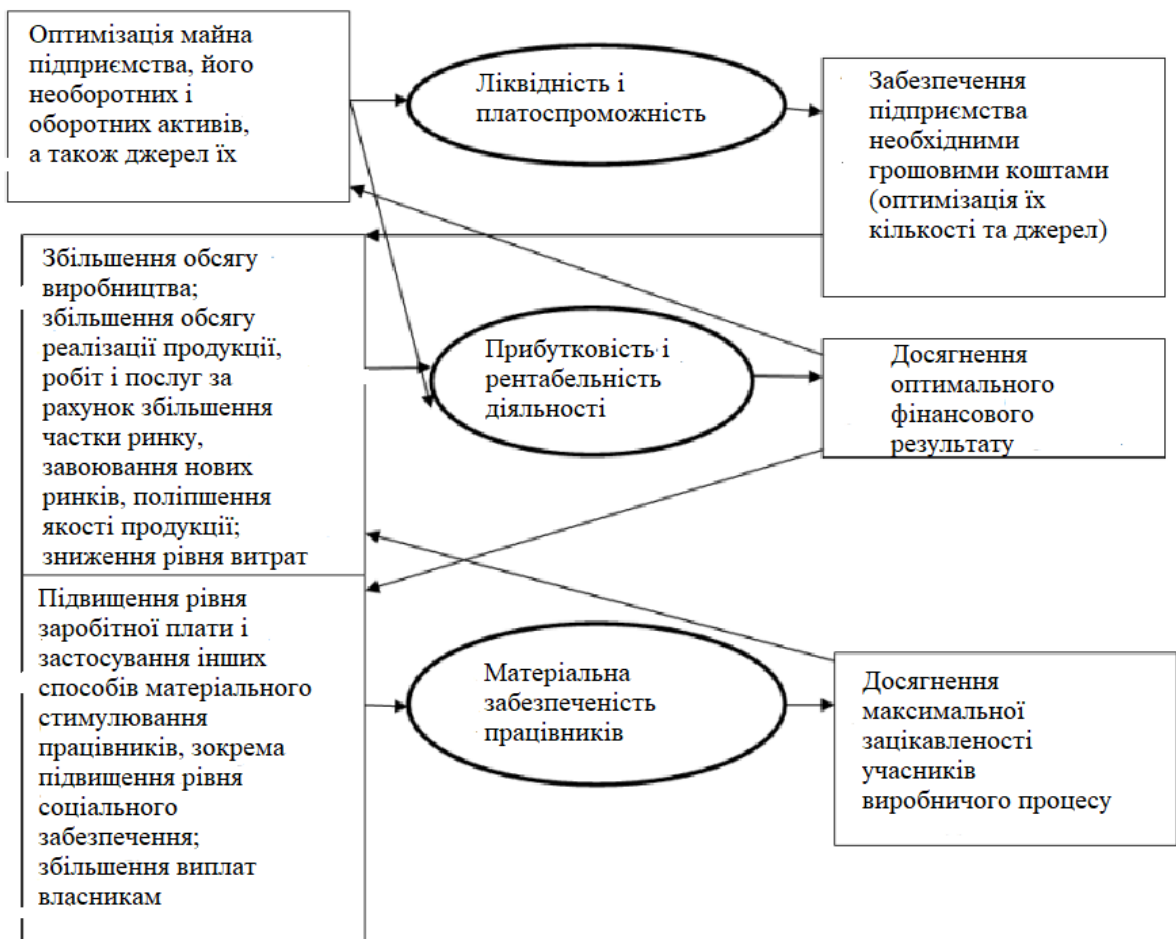 Оптимізація майна
підприємства, його
необоротних і
оборотних активів,
а також джерел їх
Ліквідність і
платоспроможність
Забезпечення
підприємства
необхідними
грошовими коштами
(оптимізація їх
кількості та джерел)
Збільшення обсягу
виробництва;
збільшення обсягу
реалізації продукції,
робіт і послуг за
рахунок збільшення
частки ринку,
завоювання нових
ринків, поліпшення
якості продукції;
зниження рівня витрат
Прибутковість і
рентабельність
діяльності
Досягнення
оптимального
фінансового
результату
Підвищення рівня
заробітної плати і
застосування інших
способів матеріального
стимулювання
працівників, зокрема
підвищення рівня
соціального
забезпечення;
збільшення виплат
власникам
Матеріальна
забезпеченість
працівників
Досягнення
максимальної
зацікавленості
учасників
виробничого процесу